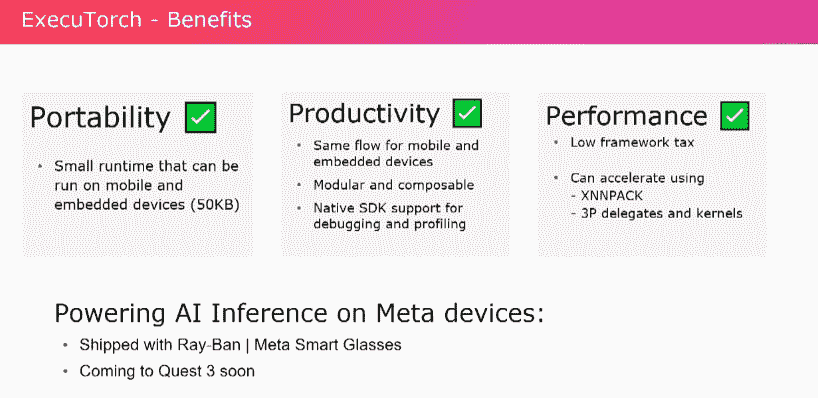 ExecuTorch - Benefits
Portability
• Small runtime that can be
run on mobile and
embedded devices (50KB)
Productivity
• Same flow for mobile and
embedded devices
• Modular and composable
• Native SDK support for
debugging and profiling
Performance
• Low framework tax
• Can accelerate using
- XNNPACK
- 3P delegates and kernels
Powering AI Inference on Meta devices:
• Shipped with Ray-Ban | Meta Smart Glasses
• Coming to Quest 3 soon